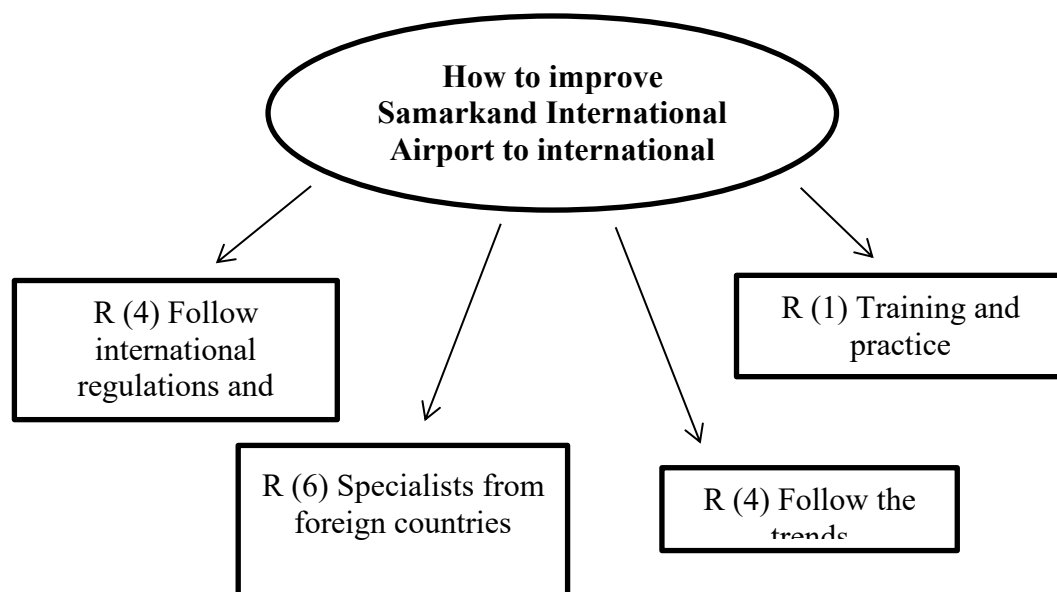 How to improve
Samarkand International
Airport to international
R (4) Follow
international
regulations and
R (1) Training and
practice
R (6) Specialists from
foreign countries
R (4) Follow the
trends